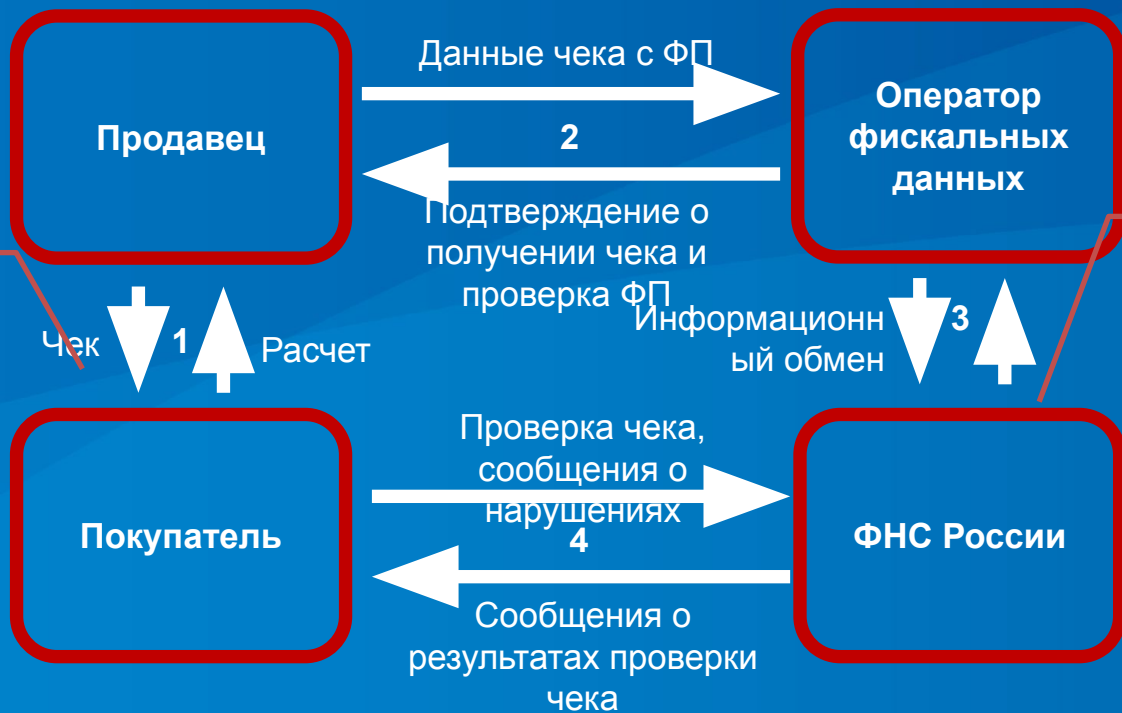 Данные чека с ФП
Продавец
Оператор
фискальных
данных
2
Подтверждение о
получении чека и
проверка ФП
Чек
1
Расчет
Информационн
ый обмен
3
Проверка чека,
сообщения о
нарушениях
4
Покупатель
ФНС России
Сообщения о
результатах проверки
чека